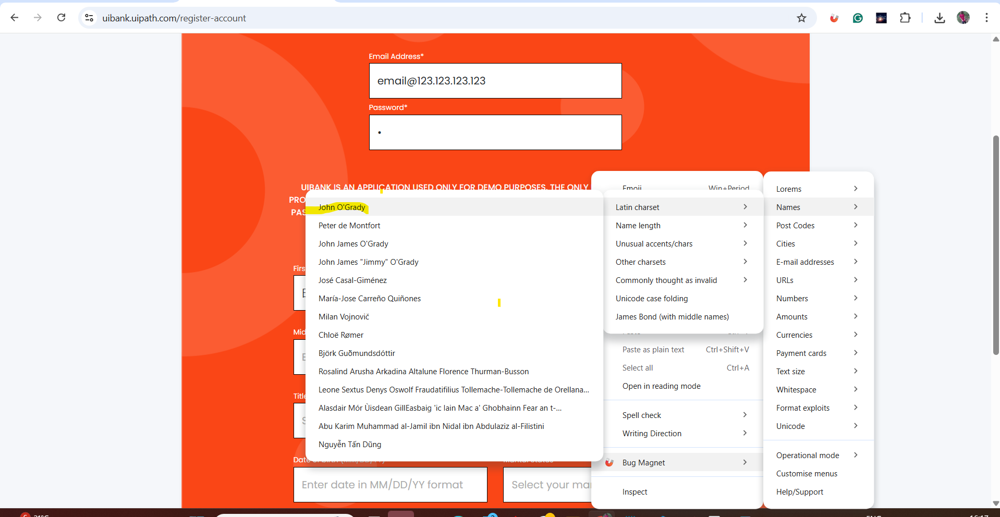 uibank.uipath.com/register-account
Email Address*
email@123.123.123.123
Password*
•
UIBANK IS AN APPLICATION USED ONLY FOR DEMO PURPOSES. THE ONLY
PRO
PAS
John O'Grady
Peter de Montfort
John James O'Grady
John James "Jimmy" O'Grady
José Casal-Giménez
María-Jose Carreño Quiñones
Milan Vojnovič
Chloë Rømer
Björk Guðmundsdóttir
Rosalind Arusha Arkadina Altalune Florence Thurman-Busson
Leone Sextus Denys Oswolf Fraudatifilius Tollemache-Tollemache de Orellana...
Alasdair Mór Ùisdean GillEasbaig 'ic Iain Mac a' Ghobhainn Fear an t-...
Abu Karim Muhammad al-Jamil ibn Nidal ibn Abdulaziz al-Filistini
Nguyễn Tấn Dũng
Latin charset
Name length
Unusual accents/chars
Other charsets
Commonly thought as invalid
Unicode case folding
James Bond (with middle names)
Emoji Win+Period
Paste as plain text Ctrl+Shift+V
Select all Ctrl+A
Open in reading mode
Spell check
Writing Direction
Bug Magnet
Inspect
Lorems
Names
Post Codes
Cities
E-mail addresses
URLs
Numbers
Amounts
Currencies
Payment cards
Text size
Whitespace
Format exploits
Unicode
Operational mode
Customise menus
Help/Support
Firs
Mid
Title
Enter date in MM/DD/YY format
Select your mar